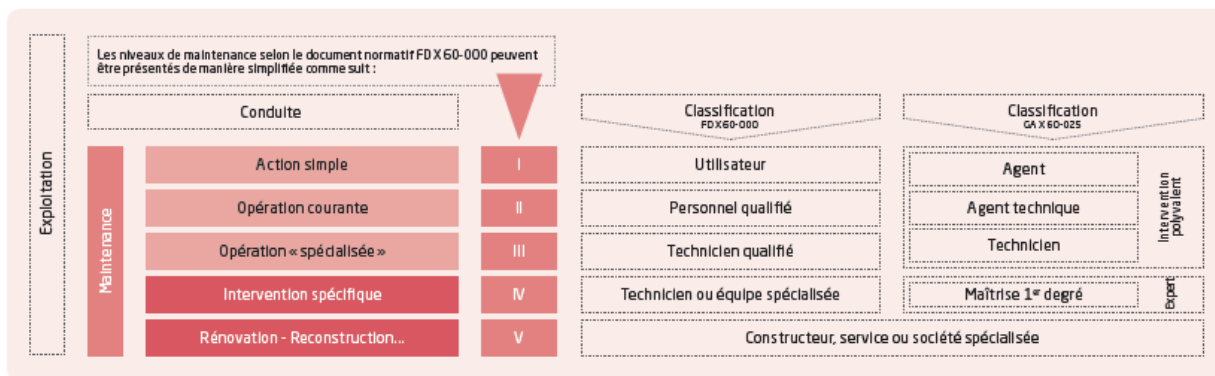 Les niveaux de maintenance selon le document normatif FD X 60-000 peuvent
être présentés de manière simplifiée comme suit :
Exploitation
Conduite
Classification
FD X 60-000
Classification
GA X 60-025
Maintenance
Action simple
I
Utilisateur
Agent
Opération courante
II
Personnel qualifié
Agent technique
Opération « spécialisée »
III
Technicien qualifié
Technicien
Intervention
polyvalent
Intervention spécifique
IV
Technicien ou équipe spécialisée
Maîtrise 1er degré
Expert
Rénovation - Reconstruction...
V
Constructeur, service ou société spécialisée